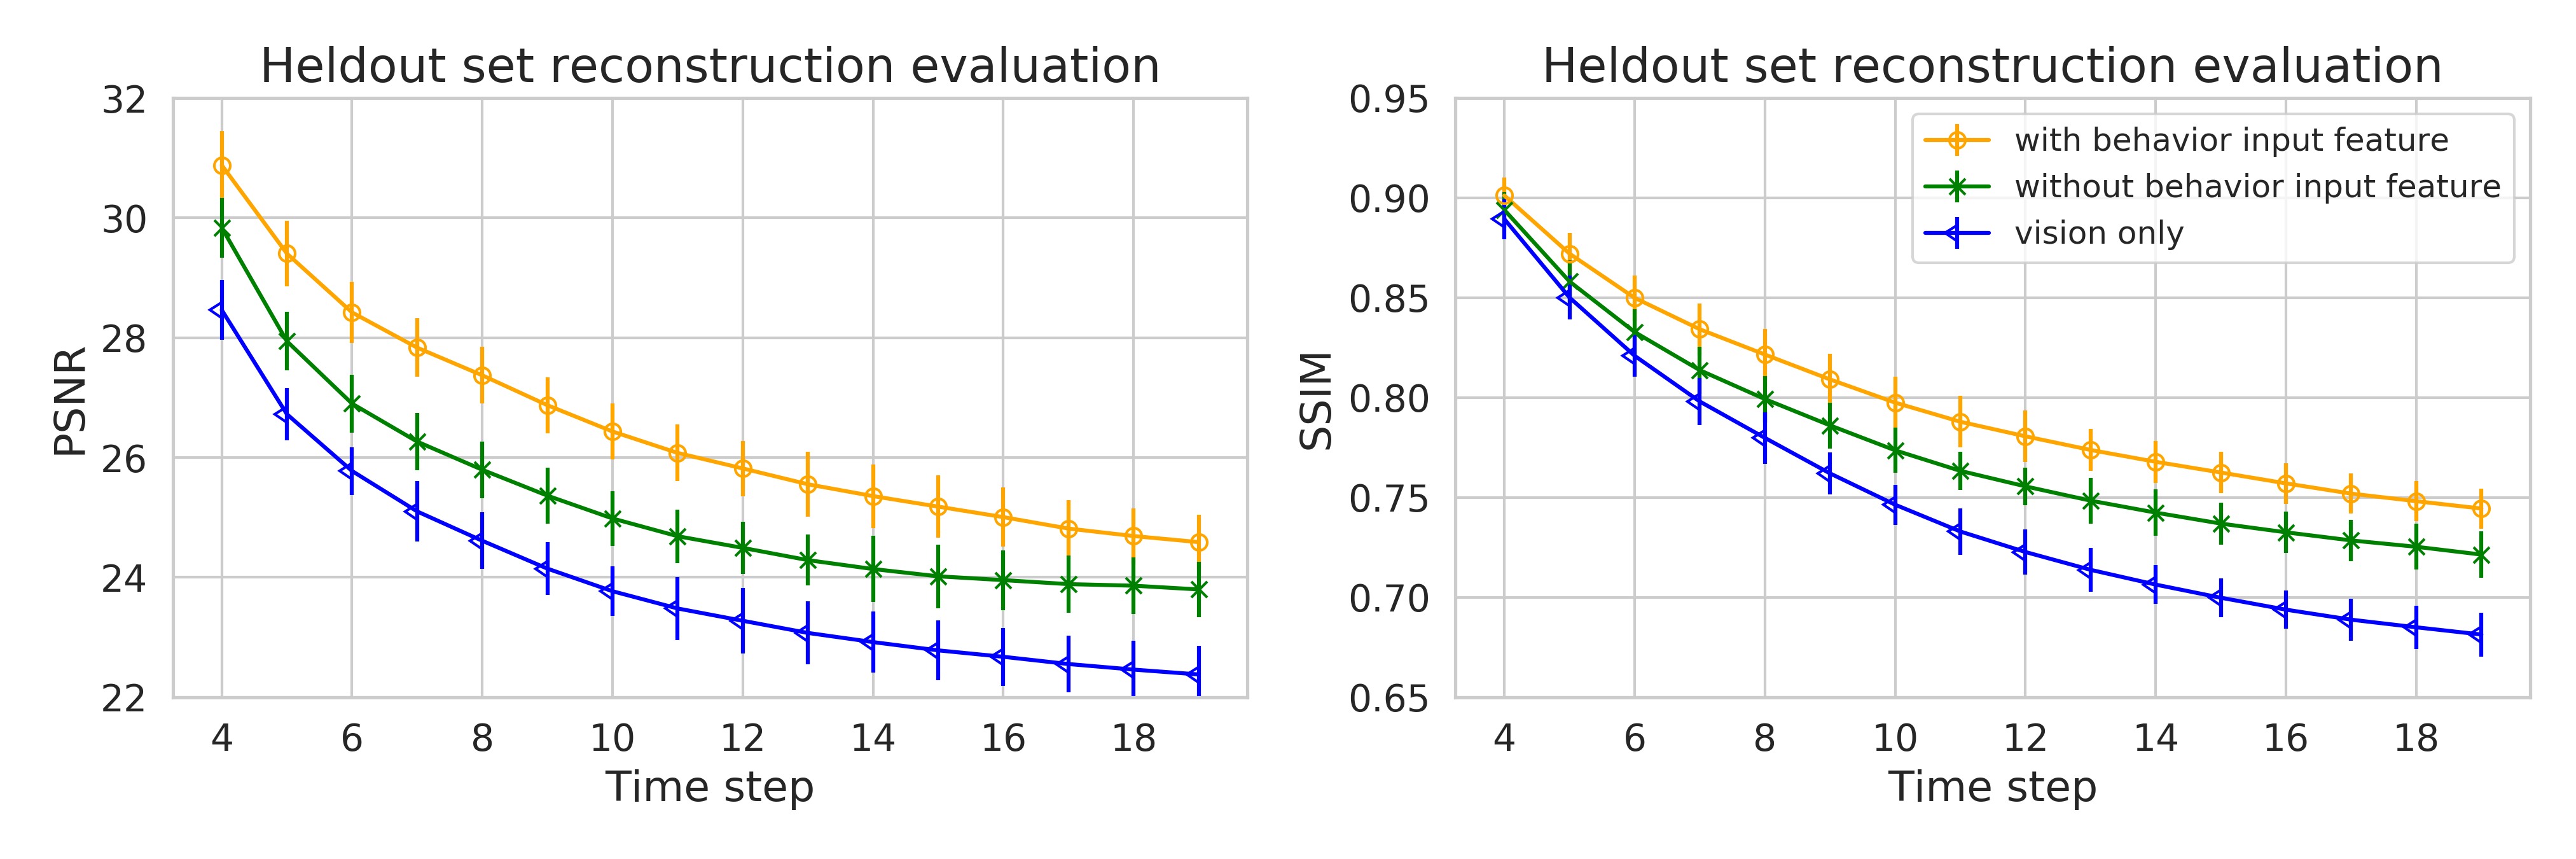 Heldout set reconstruction evaluation
32
30
28
26
24
22
PSNR
4 6 8 10 12 14 16 18
Time step
Heldout set reconstruction evaluation
0.95
0.90
0.85
0.80
0.75
0.70
0.65
SSIM
with behavior input feature
without behavior input feature
vision only
4 6 8 10 12 14 16 18
Time step